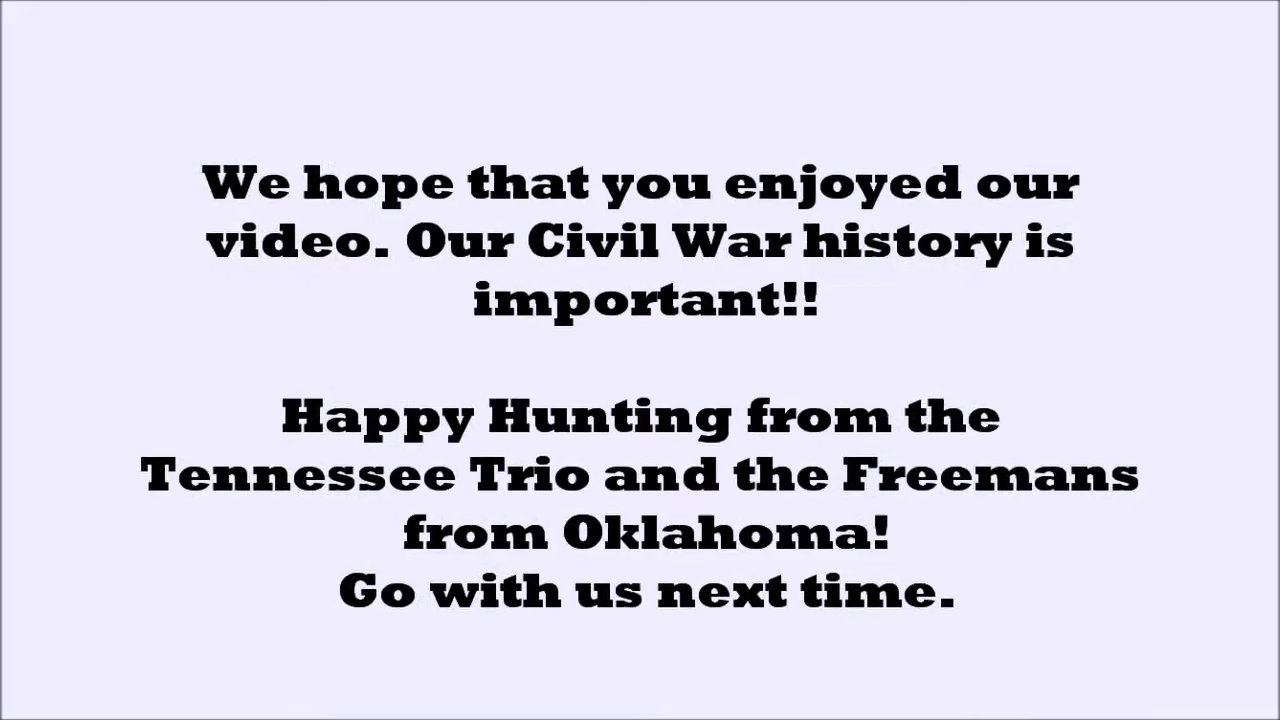 We hope that you enjoyed our
video. Our Civil War history is
important!!
Happy Hunting from the
Tennessee Trio and the Freemans
from Oklahoma!
Go with us next time.